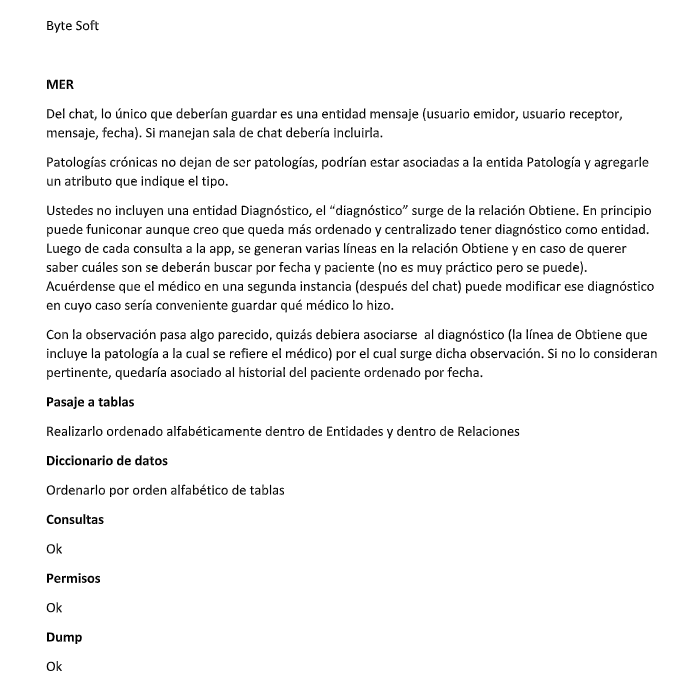 Byte Soft
MER
Del chat, lo único que deberían guardar es una entidad mensaje (usuario emidor, usuario receptor,
mensaje, fecha). Si manejan sala de chat debería incluirla.
Patologías crónicas no dejan de ser patologías, podrían estar asociadas a la entida Patología y agregarle
un atributo que indique el tipo.
Ustedes no incluyen una entidad Diagnóstico, el “diagnóstico” surge de la relación Obtiene. En principio
puede funiconar aunque creo que queda más ordenado y centralizado tener diagnóstico como entidad.
Luego de cada consulta a la app, se generan varias líneas en la relación Obtiene y en caso de querer
saber cuáles son se deberán buscar por fecha y paciente (no es muy práctico pero se puede).
Acuérdense que el médico en una segunda instancia (después del chat) puede modificar ese diagnóstico
en cuyo caso sería conveniente guardar qué médico lo hizo.
Con la observación pasa algo parecido, quizás debiera asociarse  al diagnóstico (la línea de Obtiene que
incluye la patología a la cual se refiere el médico) por el cual surge dicha observación. Si no lo consideran
pertinente, quedaría asociado al historial del paciente ordenado por fecha.
Pasaje a tablas
Realizarlo ordenado alfabéticamente dentro de Entidades y dentro de Relaciones
Diccionario de datos
Ordenarlo por orden alfabético de tablas
Consultas
Ok
Permisos
Ok
Dump
Ok